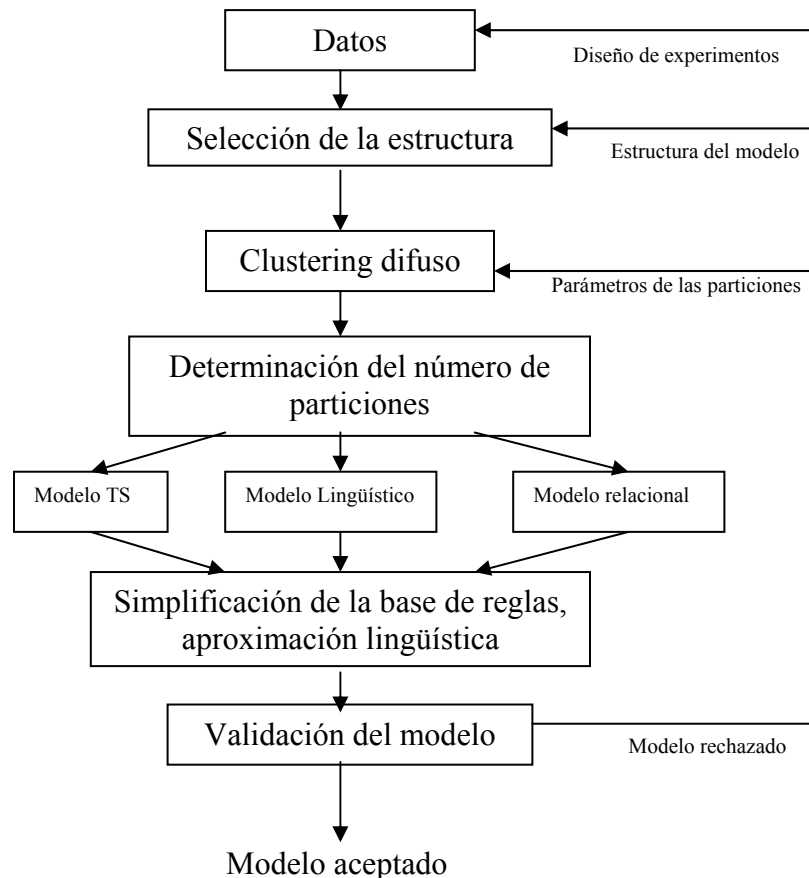 Datos
Diseño de experimentos
Selección de la estructura
Estructura del modelo
Clustering difuso
Parámetros de las particiones
Determinación del número de
particiones
Modelo TS
Modelo Lingüístico
Modelo relacional
Simplificación de la base de reglas,
aproximación lingüística
Validación del modelo
Modelo rechazado
Modelo aceptado